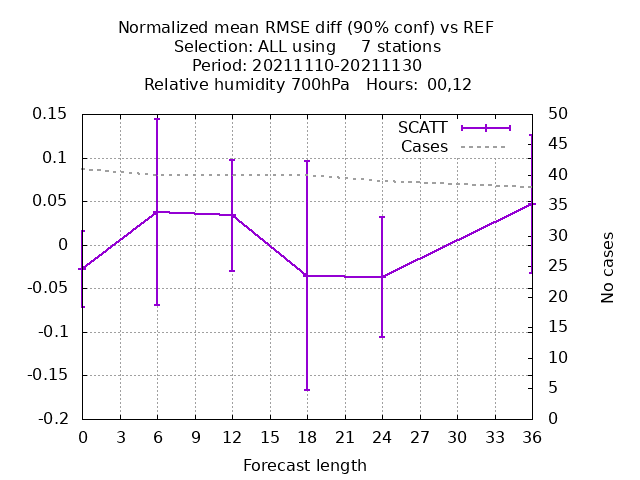 Normalized mean RMSE diff (90% conf) vs REF
Selection: ALL using     7 stations
Period: 20211110-20211130
Relative humidity 700hPa   Hours:  00,12
SCATT
Cases
0.15
0.1
0.05
0
-0.05
-0.1
-0.15
-0.2
50
45
40
35
30
25
20
15
10
5
0
No cases
0 3 6 9 12 15 18 21 24 27 30 33 36
Forecast length